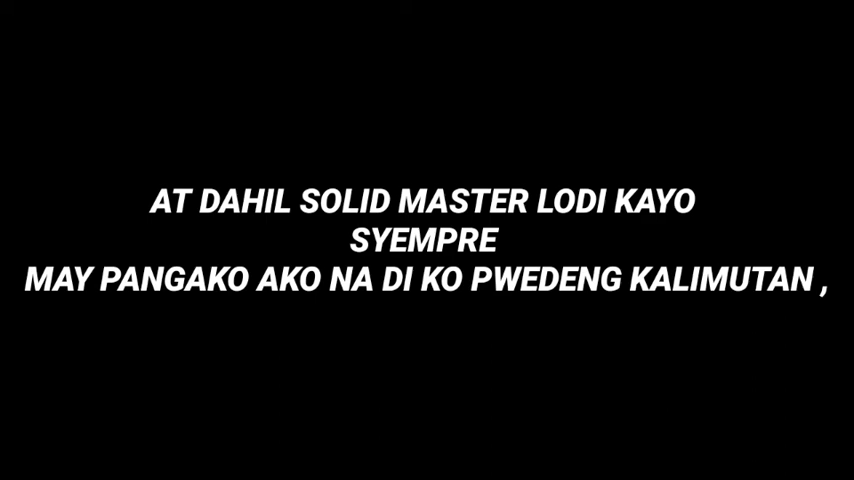 AT DAHIL SOLID MASTER LODI KAYO
SYEMPRE
MAY PANGAKO AKO NA DI KO PWEDENG KALIMUTAN ,